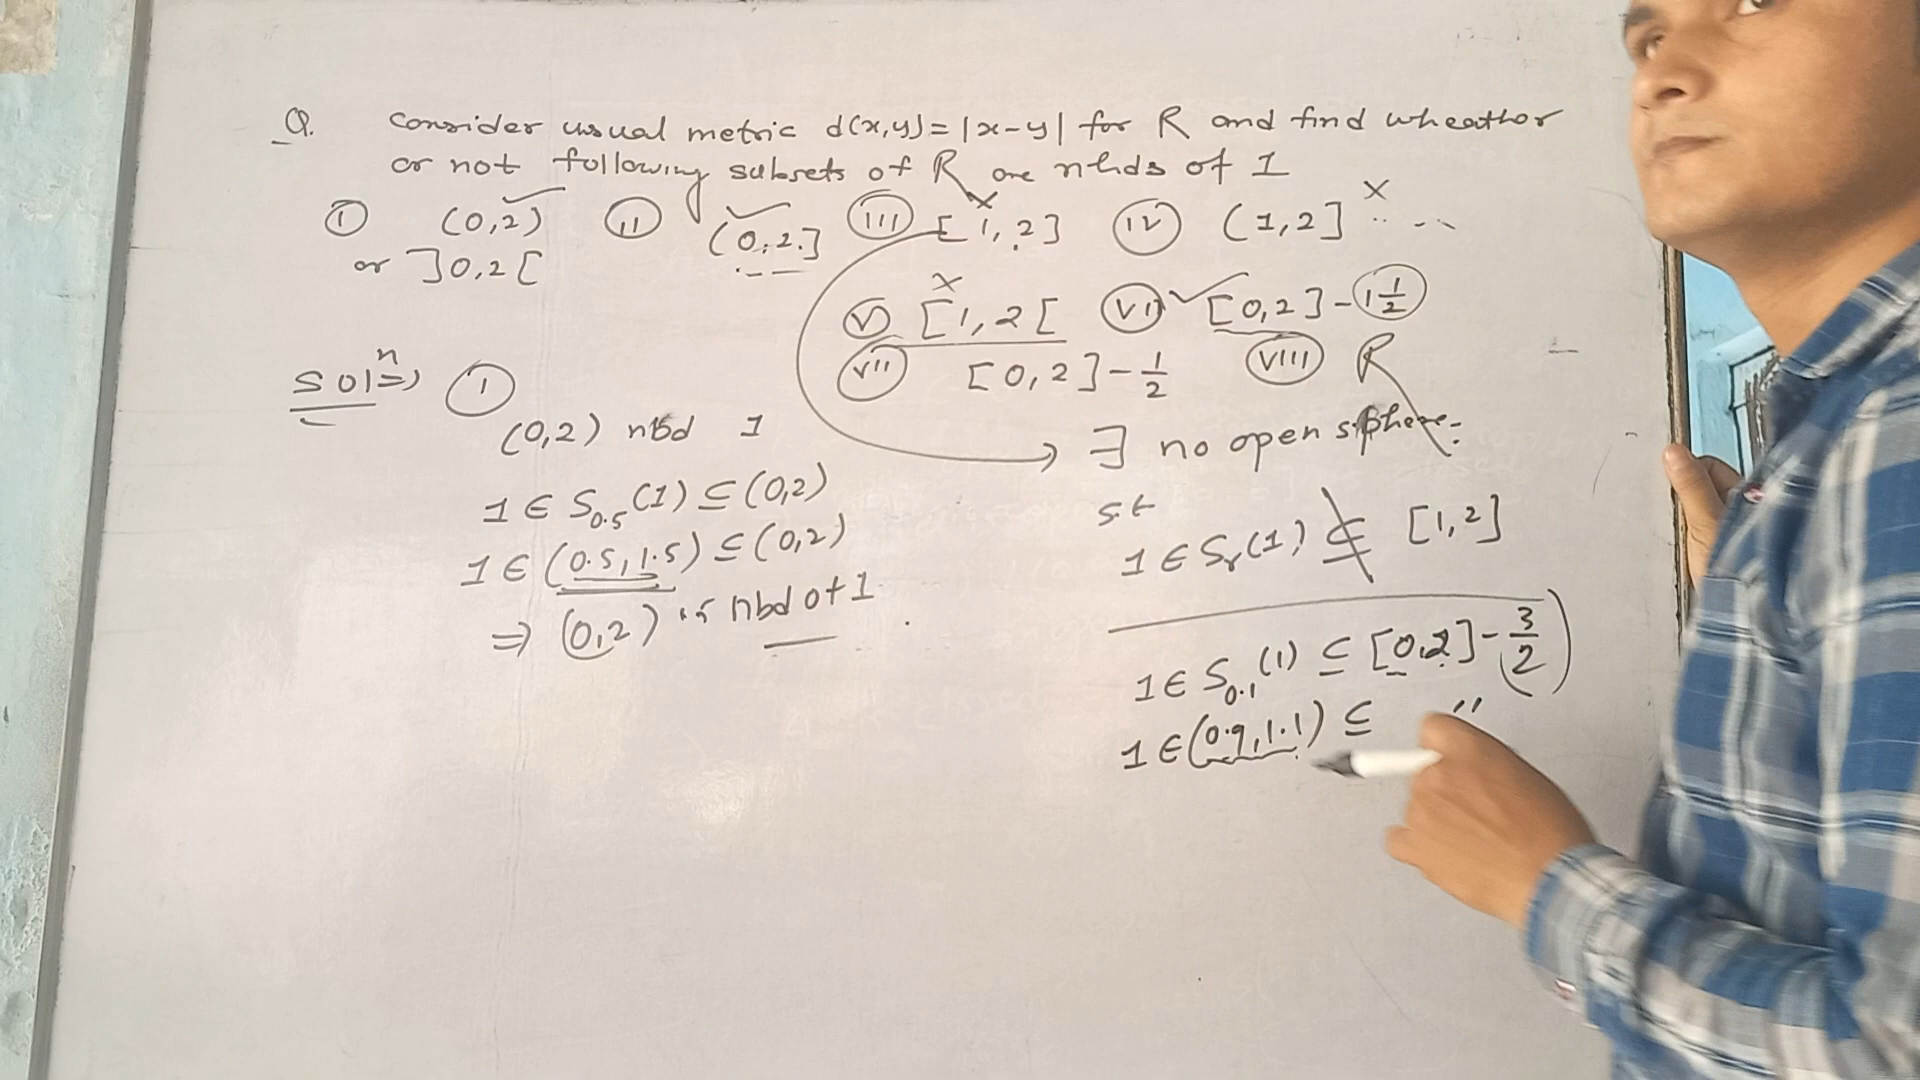 Q. Consider usual metric d(x,y) = |x-y| for R and find wheathor
or not following subsets of R are nhds of 1
(i) (0,2) ✓ (ii) (0,2] ✓ (iii) [1,2] × (iv) (1,2] ×
or ]0,2[
(v) [1,2[ × (vi) ✓ [0,2] - 1 1/2
(vii) [0,2] - 1/2 (viii) R
Solⁿ ⇒ (1)
(0,2) nbd 1
1 ∈ S₀.₅(1) ⊆ (0,2)
1 ∈ (0.5, 1.5) ⊆ (0,2)
⇒ (0,2) is nbd of 1
→ ∃ no open sphere
s.t
1 ∈ Sᵣ(1) ⊈ [1,2]
1 ∈ S₀.₁(1) ⊆ [0,2] - 3/2
1 ∈ (0.9, 1.1) ⊆ "